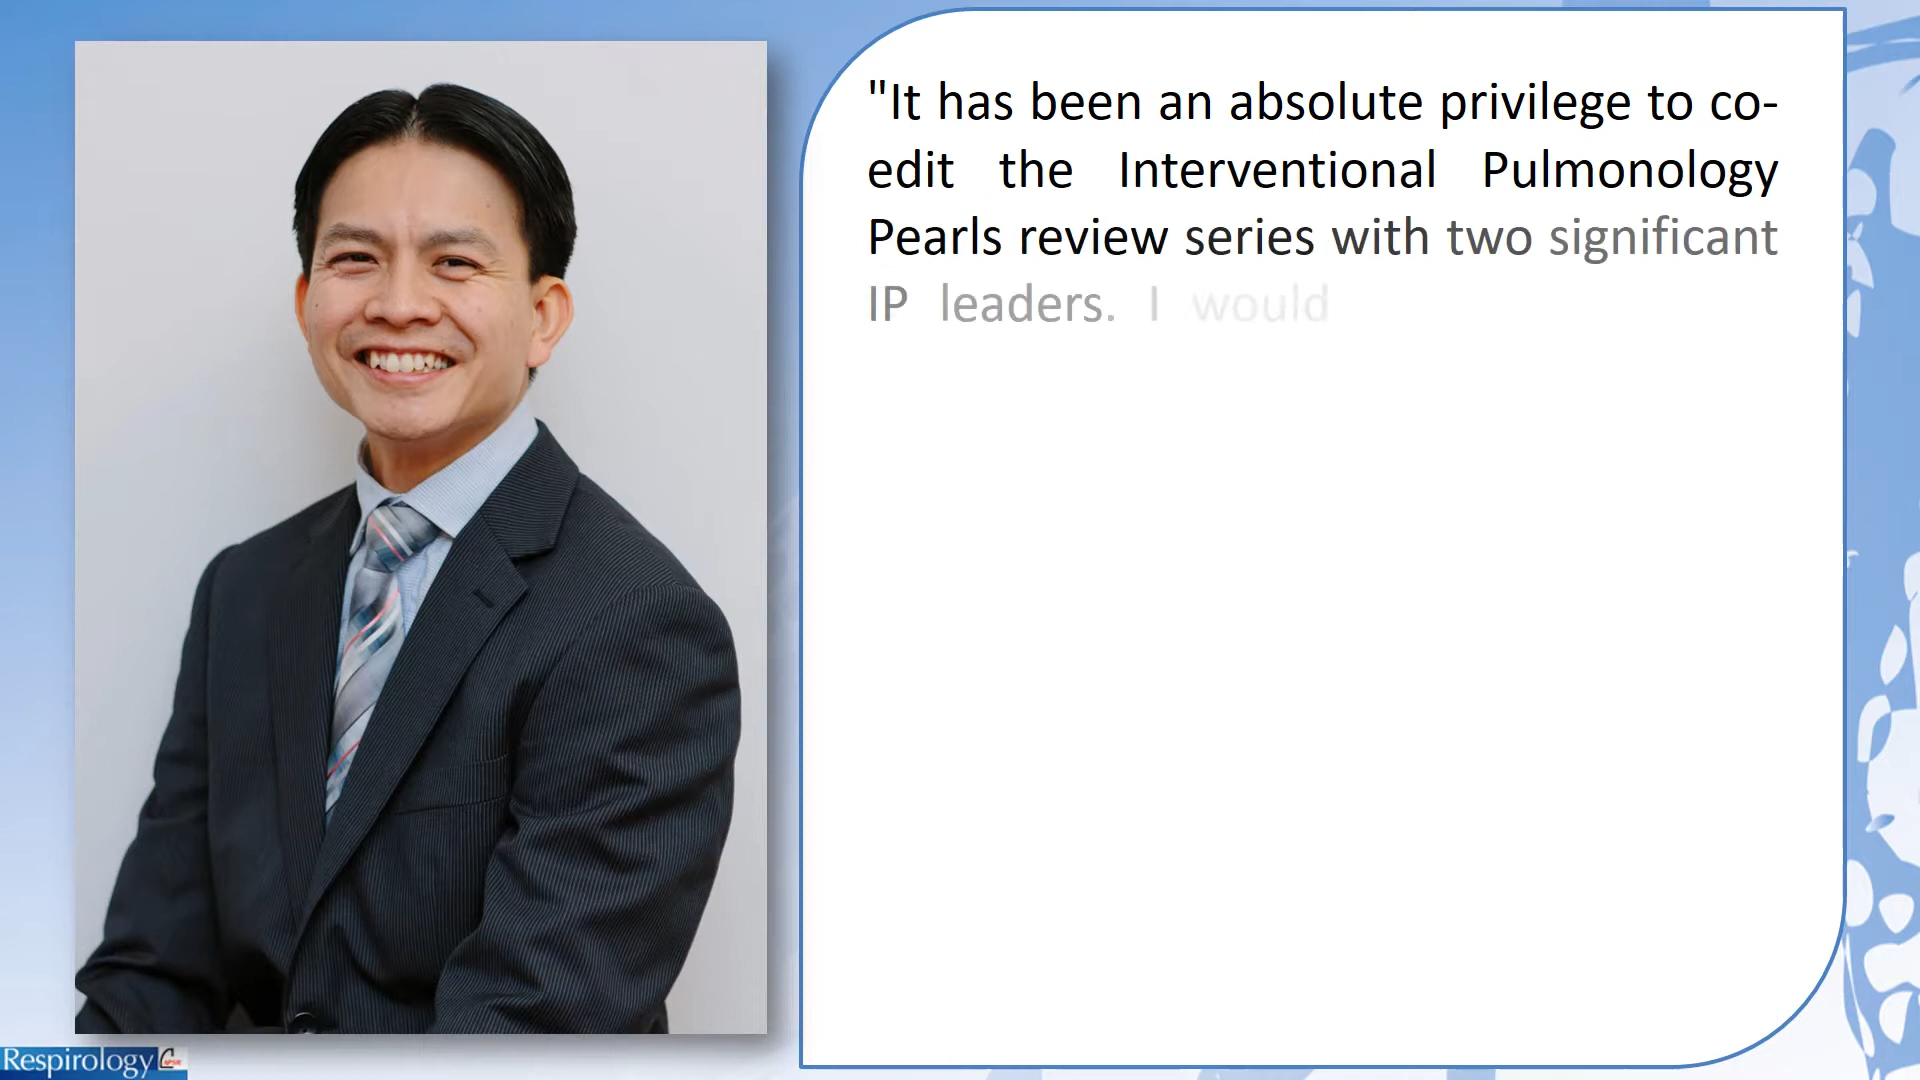 "It has been an absolute privilege to co-
edit the Interventional Pulmonology
Pearls review series with two significant
IP leaders. I would
Respirology